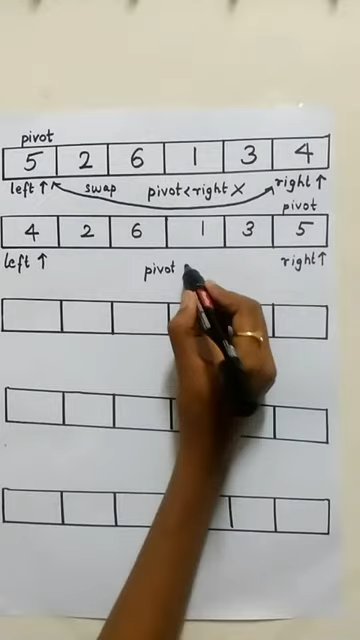 pivot
5 2 6 1 3 4
left ↑ swap pivot<right X right ↑
pivot
4 2 6 1 3 5
left ↑ pivot right ↑